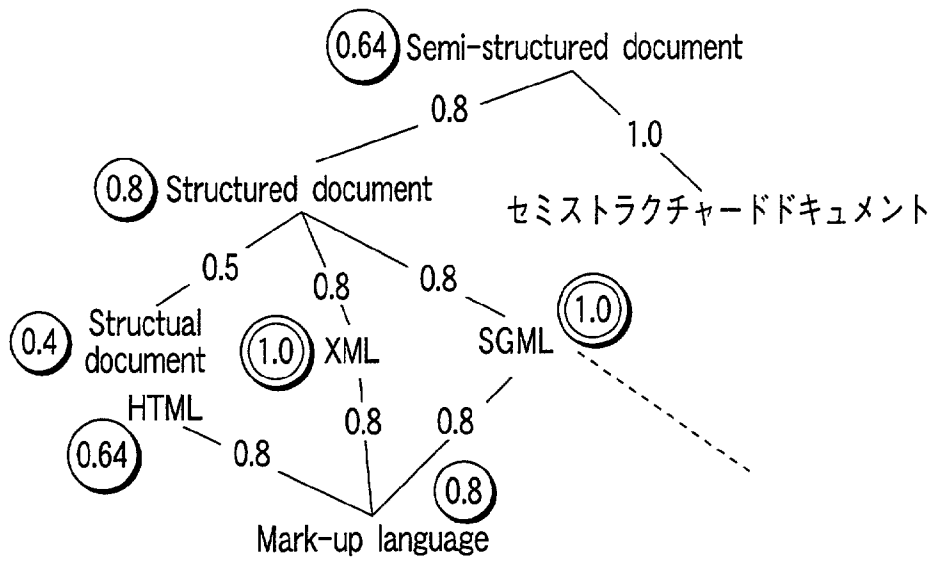 0.64 Semi-structured document
0.8
1.0
0.8 Structured document
セミストラクチャードドキュメント
0.5
0.8
0.8
1.0
0.4
Structual
document
1.0 XML
SGML
HTML
0.8
0.8
0.64
0.8
0.8
Mark-up language